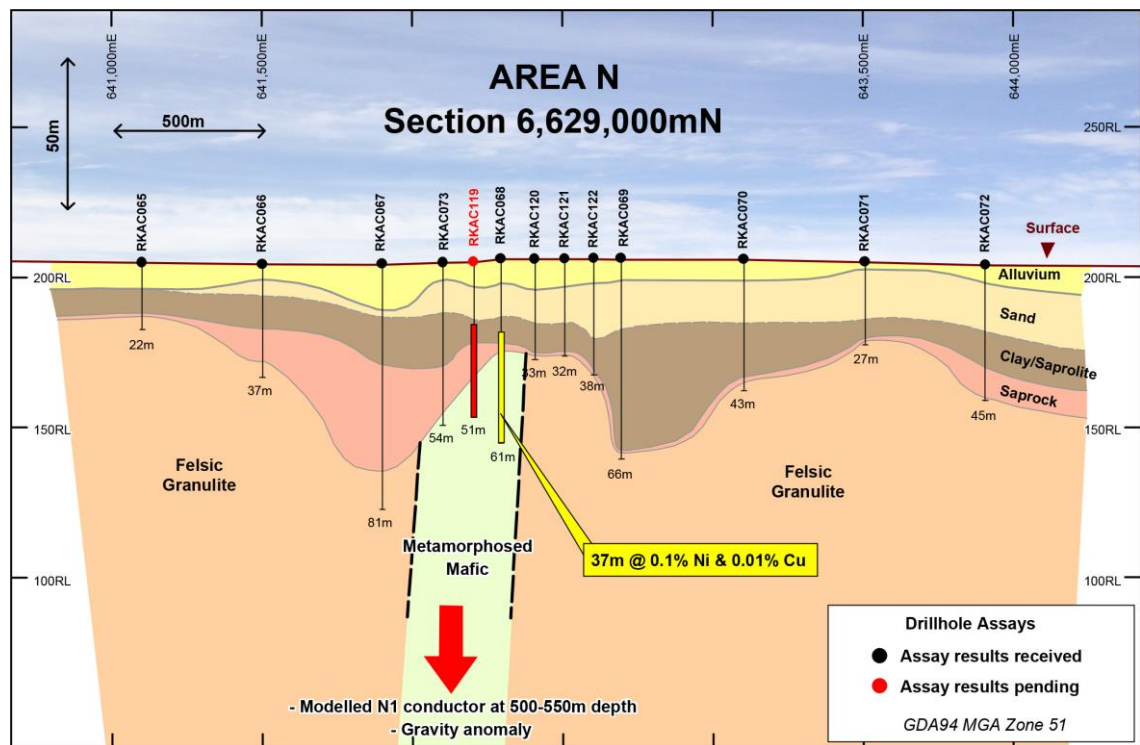 641,000mE
641,500mE
643,500mE
644,000mE
AREA N
Section 6,629,000mN
50m
500m
250RL
RKAC065
RKAC066
RKAC067
RKAC073
RKAC119
RKAC068
RKAC120
RKAC121
RKAC122
RKAC069
RKAC070
RKAC071
RKAC072
Surface
200RL
Alluvium
200RL
Sand
Clay/Saprolite
Saprock
22m
37m
81m
54m
51m
61m
33m
32m
38m
66m
43m
27m
45m
150RL
150RL
Felsic
Granulite
Felsic
Granulite
Metamorphosed
Mafic
37m @ 0.1% Ni & 0.01% Cu
100RL
100RL
- Modelled N1 conductor at 500-550m depth
- Gravity anomaly
Drillhole Assays
Assay results received
Assay results pending
GDA94 MGA Zone 51